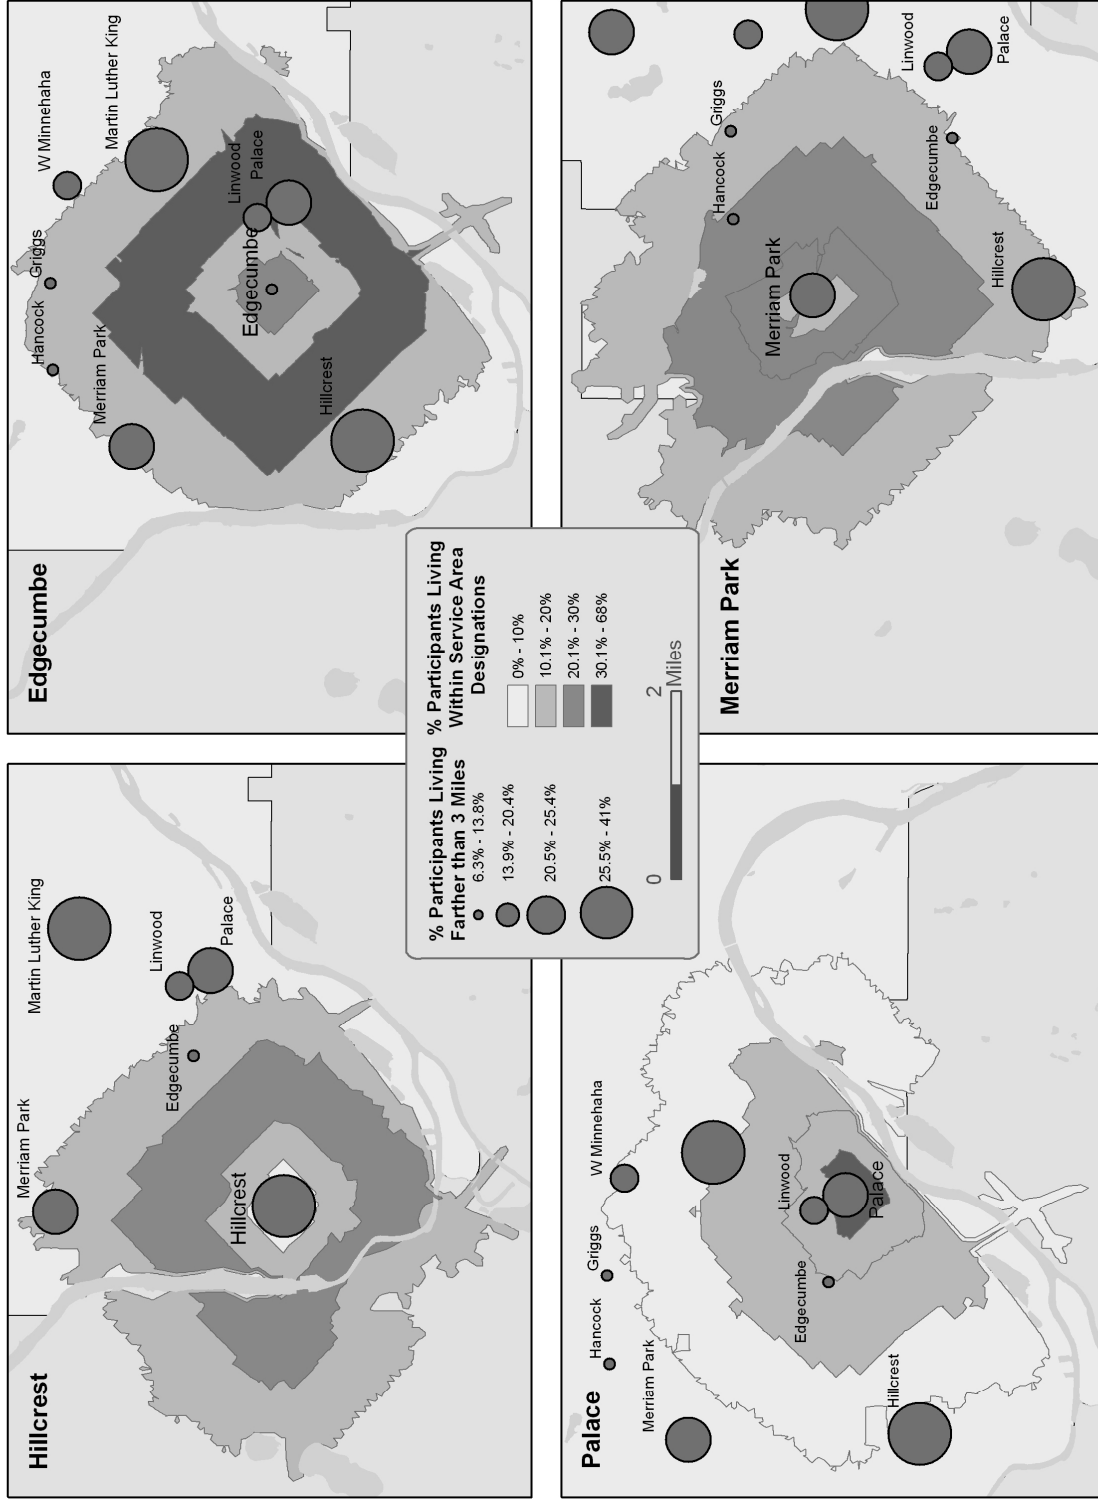 Hillcrest
Merriam Park
Martin Luther King
Linwood
Palace
Edgecumbe
Hillcrest
Edgecumbe
Hancock
Griggs
W Minnehaha
Martin Luther King
Merriam Park
Linwood
Palace
Edgecumbe
Hillcrest
% Participants Living
Farther than 3 Miles
6.3% - 13.8%
13.9% - 20.4%
20.5% - 25.4%
25.5% - 41%
% Participants Living
Within Service Area
Designations
0% - 10%
10.1% - 20%
20.1% - 30%
30.1% - 68%
0
2
Miles
Palace
Hancock
Griggs
W Minnehaha
Merriam Park
Linwood
Edgecumbe
Palace
Hillcrest
Merriam Park
Hancock
Griggs
Linwood
Palace
Merriam Park
Edgecumbe
Hillcrest